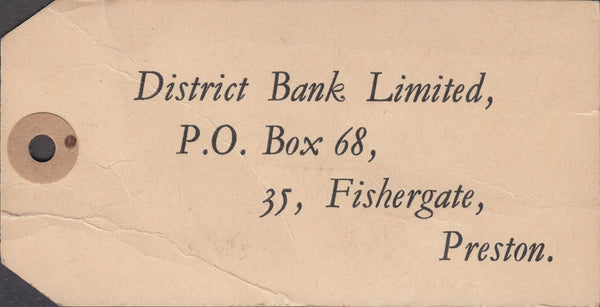 District Bank Limited,
P.O. Box 68,
35, Fishergate,
Preston.